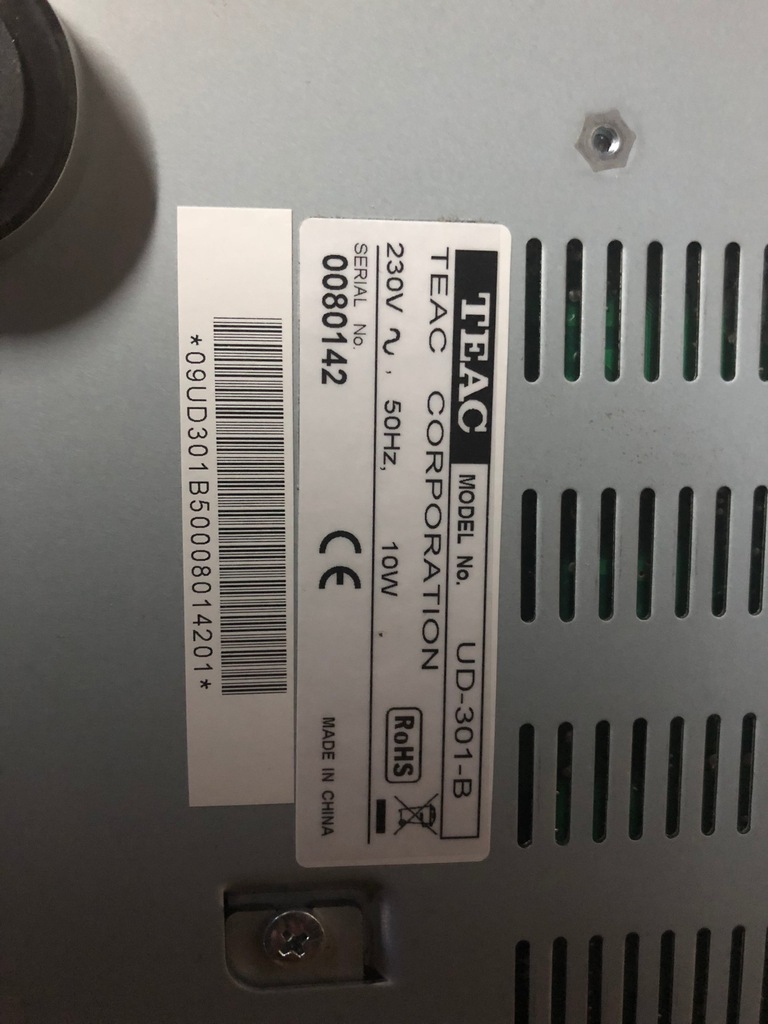 TEAC MODEL No. UD-301-B
TEAC CORPORATION
230V ~, 50Hz, 10W
RoHS
SERIAL No.
0080142
CE
MADE IN CHINA
*09UD301B50008014201*